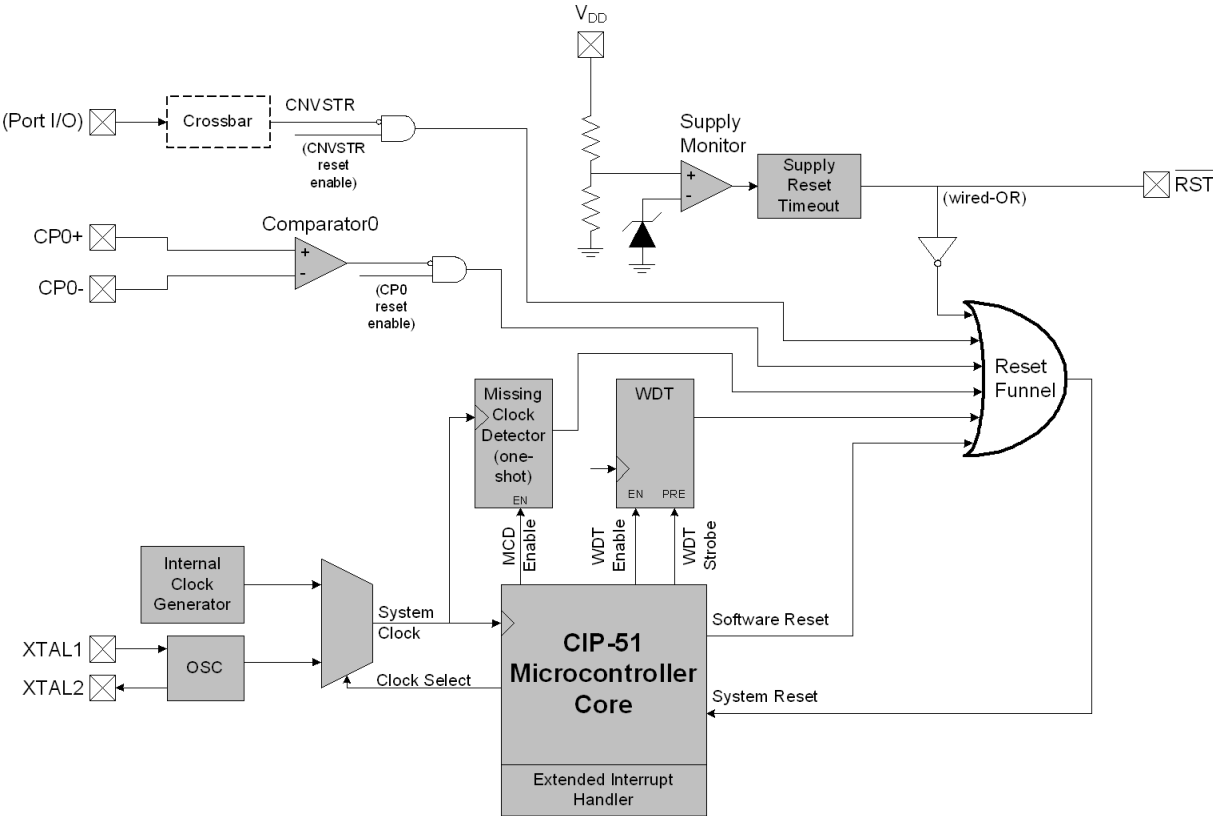 V_DD
(Port I/O)
Crossbar
CNVSTR
(CNVSTR
reset
enable)
Supply
Monitor
+
-
Supply
Reset
Timeout
(wired-OR)
R̅S̅T̅
CP0+
CP0-
Comparator0
+
-
(CP0
reset
enable)
Reset
Funnel
Missing
Clock
Detector
(one-
shot)
EN
WDT
EN
PRE
MCD
Enable
WDT
Enable
WDT
Strobe
Internal
Clock
Generator
XTAL1
XTAL2
OSC
System
Clock
Clock Select
CIP-51
Microcontroller
Core
Software Reset
System Reset
Extended Interrupt
Handler